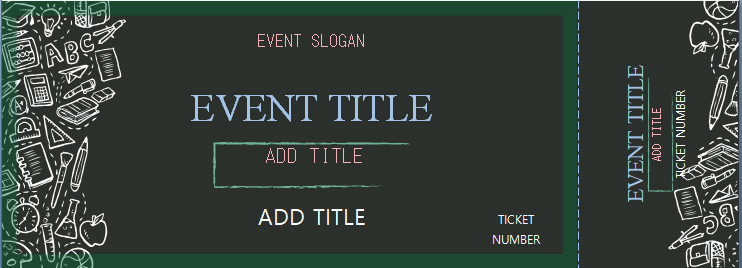 EVENT SLOGAN
EVENT TITLE
ADD TITLE
ADD TITLE
TICKET
NUMBER
EVENT TITLE
ADD TITLE
TICKET NUMBER
ABC